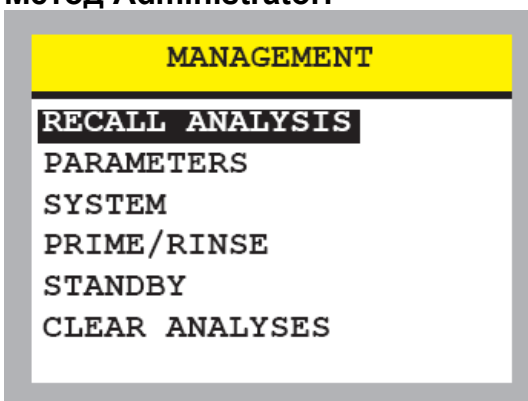 Метод Administrator:
MANAGEMENT
RECALL ANALYSIS
PARAMETERS
SYSTEM
PRIME/RINSE
STANDBY
CLEAR ANALYSES